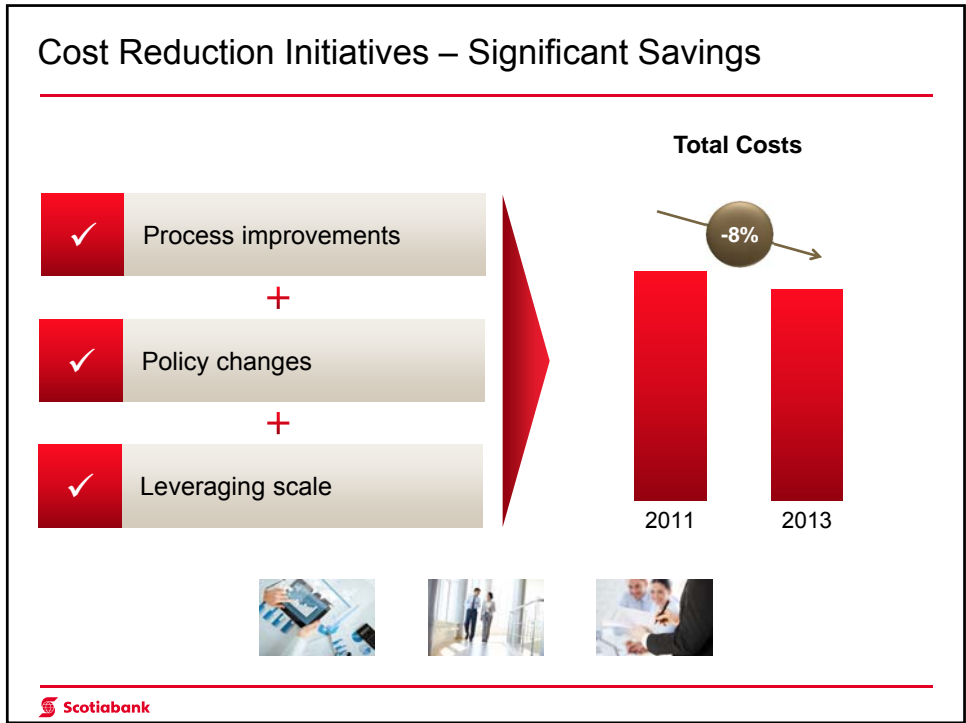 Cost Reduction Initiatives – Significant Savings
Total Costs
✓ Process improvements
+
✓ Policy changes
+
✓ Leveraging scale
-8%
2011 2013
Scotiabank